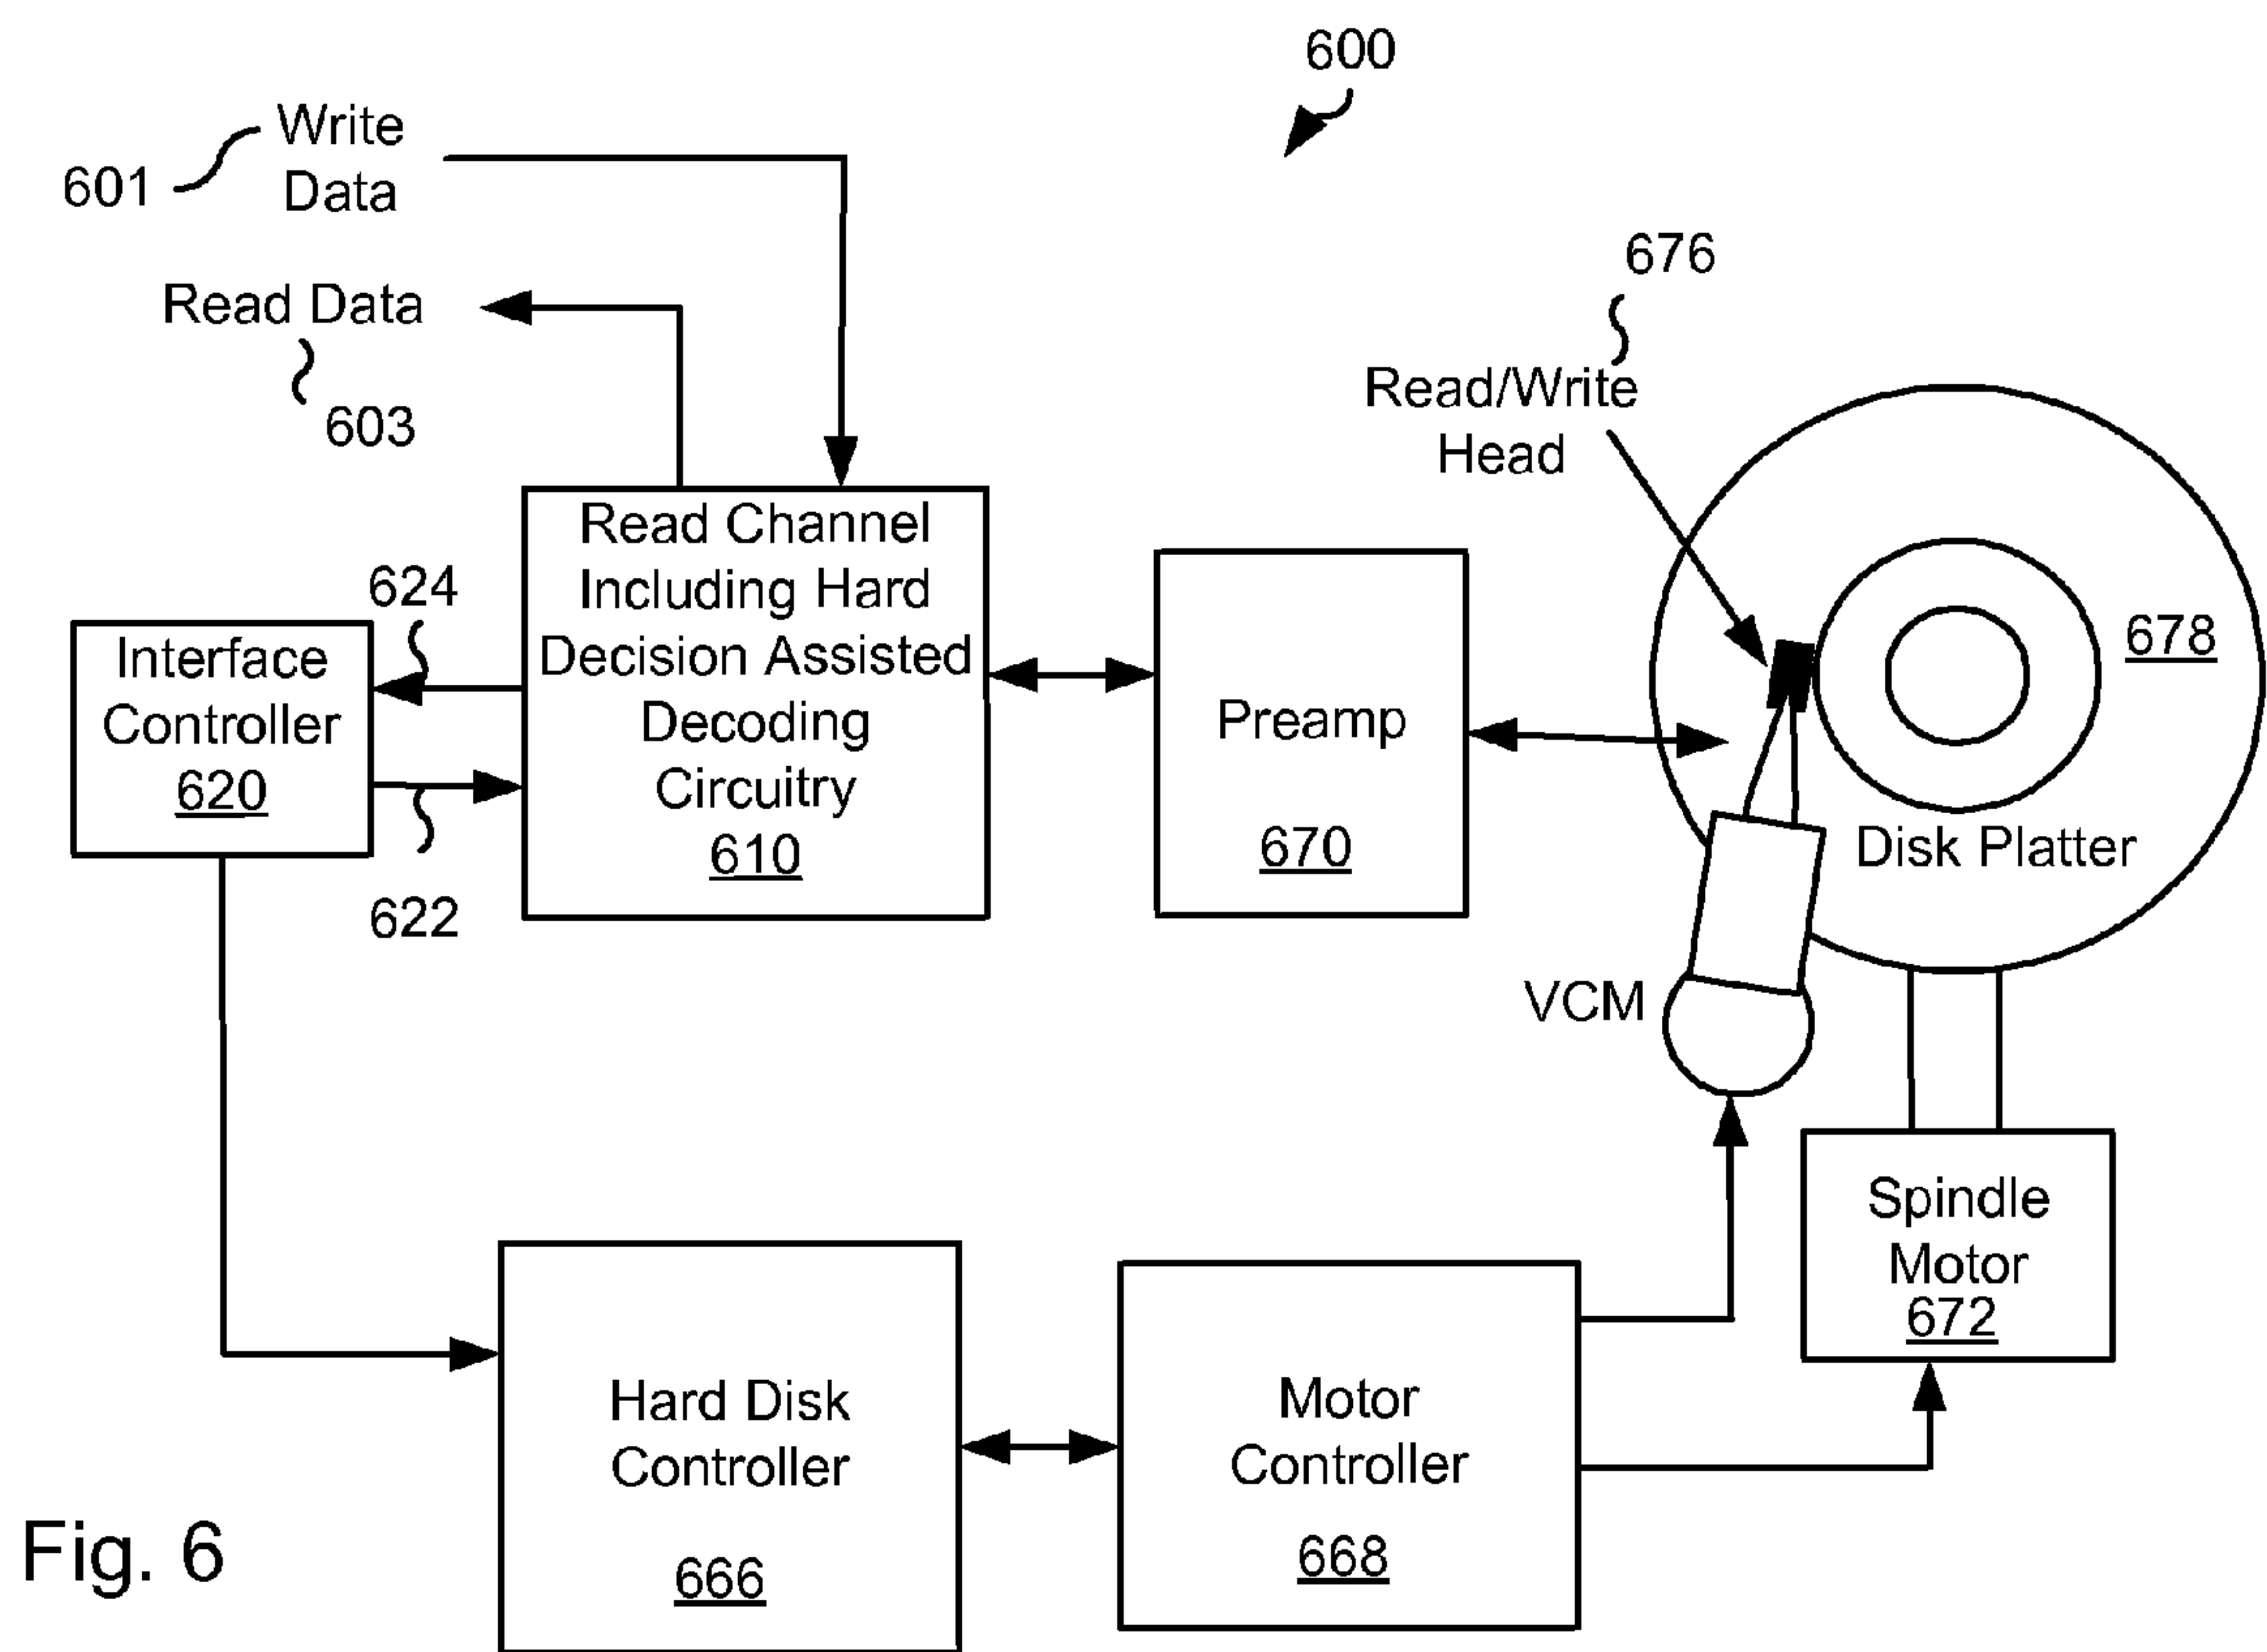 600
Write
Data
601
Read Data
603
676
Read/Write
Head
Read Channel
Including Hard
Decision Assisted
Decoding
Circuitry
610
624
Interface
Controller
620
622
Preamp
670
678
Disk Platter
VCM
Spindle
Motor
672
Hard Disk
Controller
666
Motor
Controller
668
Fig. 6